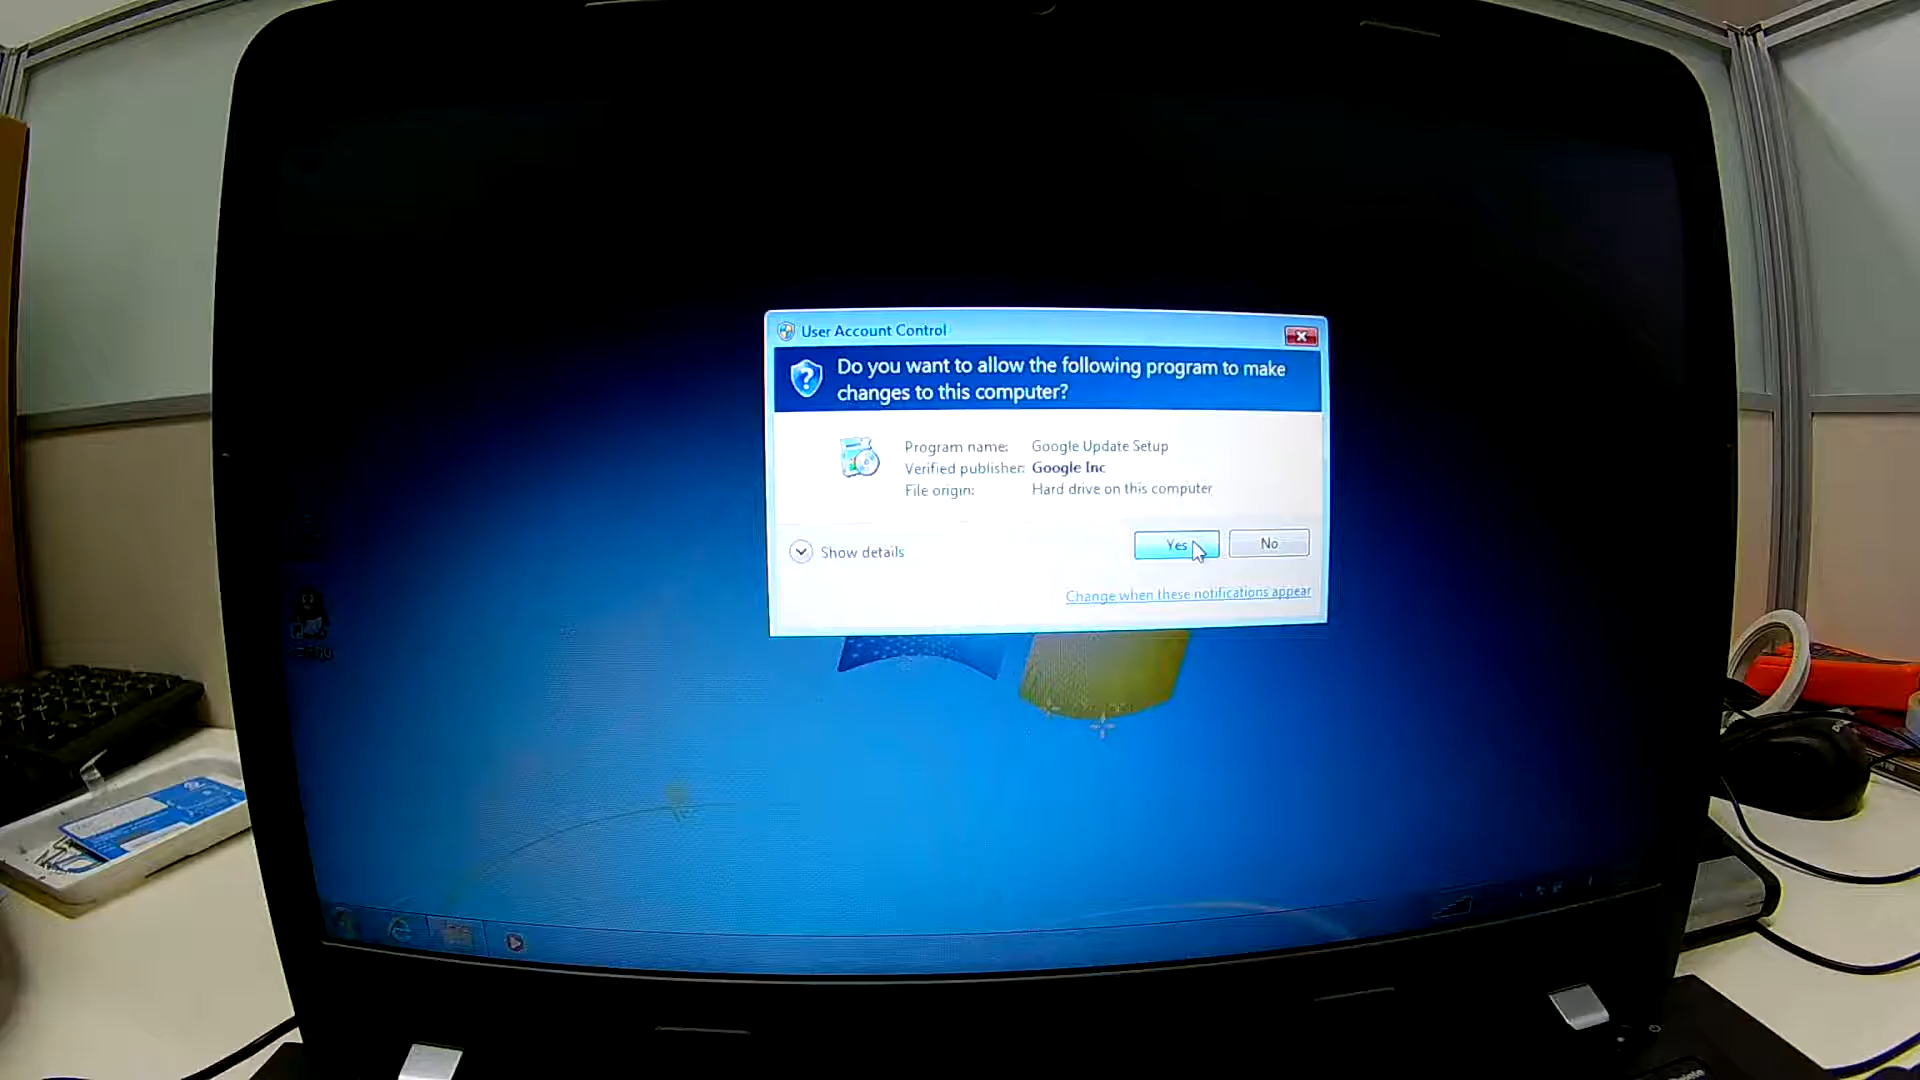 User Account Control
Do you want to allow the following program to make
changes to this computer?
Program name: Google Update Setup
Verified publisher: Google Inc
File origin: Hard drive on this computer
Show details
Yes
No
Change when these notifications appear